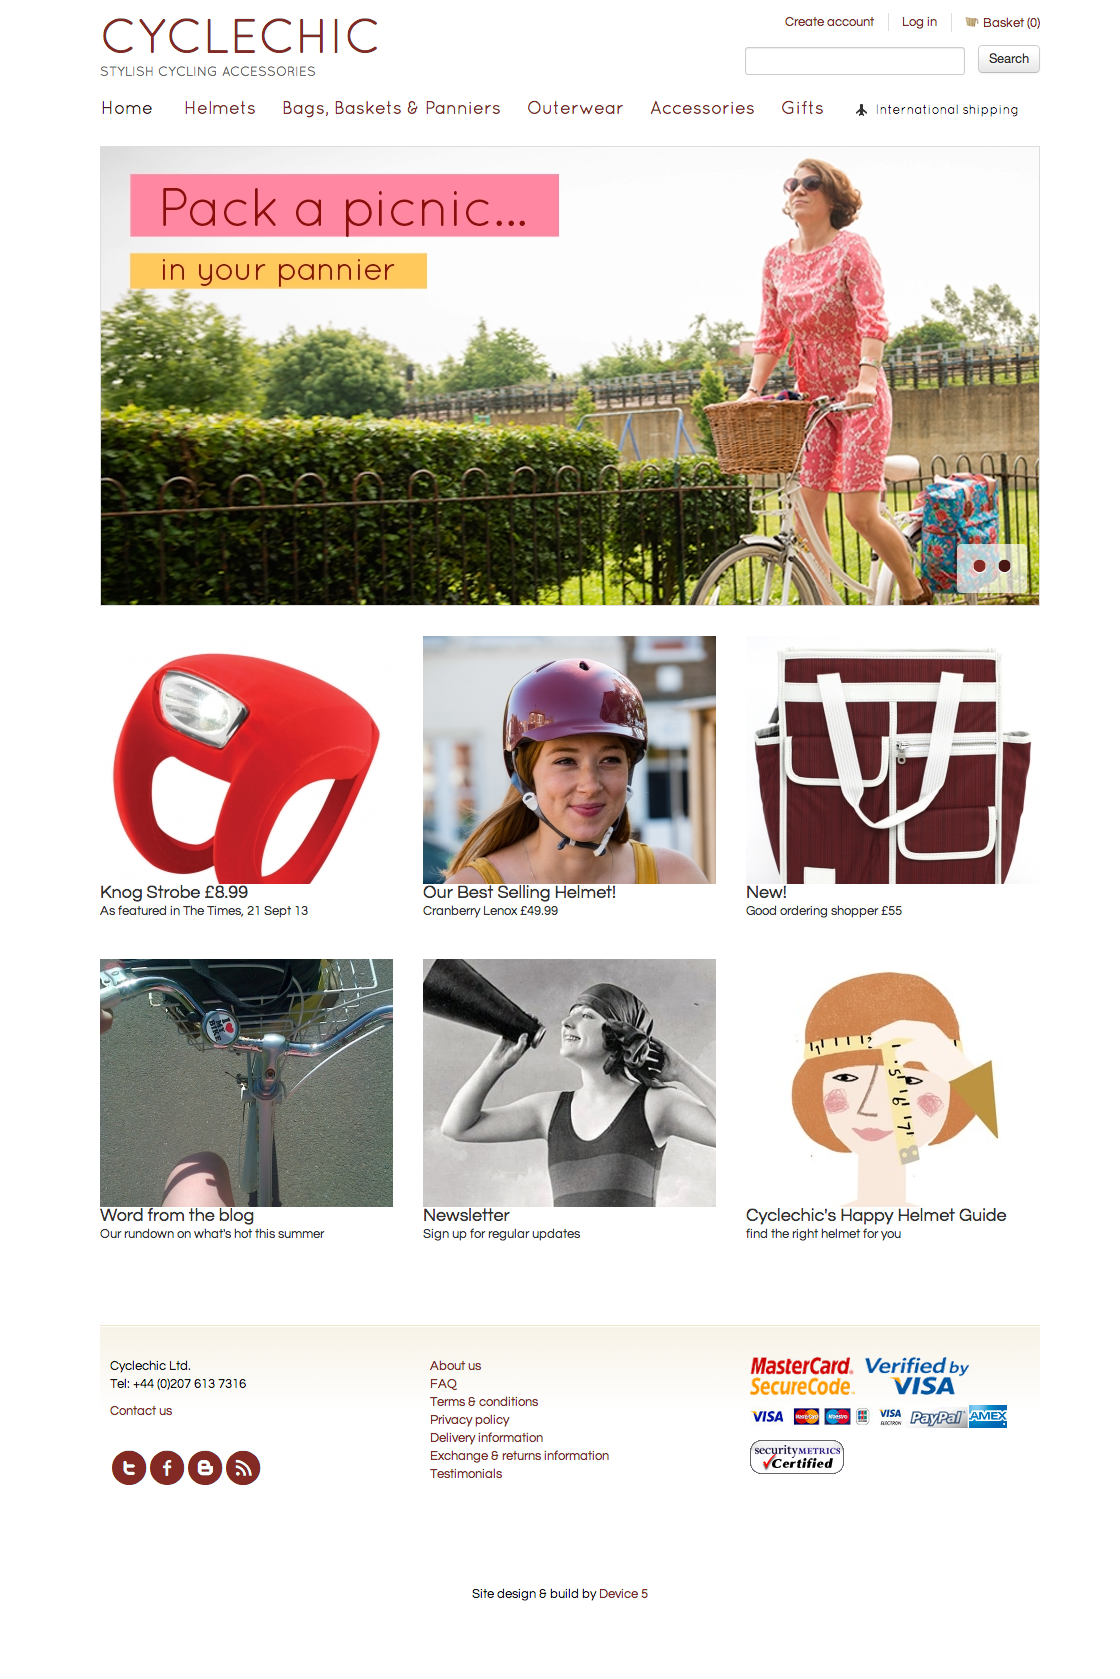 CYCLECHIC
STYLISH CYCLING ACCESSORIES
Create account
Log in
Basket (0)
Search
Home
Helmets
Bags, Baskets & Panniers
Outerwear
Accessories
Gifts
International shipping
Pack a picnic...
in your pannier
Knog Strobe £8.99
As featured in The Times, 21 Sept 13
Our Best Selling Helmet!
Cranberry Lenox £49.99
New!
Good ordering shopper £55
I ♥
MY
BIKE
Word from the blog
Our rundown on what's hot this summer
Newsletter
Sign up for regular updates
Cyclechic's Happy Helmet Guide
find the right helmet for you
Cyclechic Ltd.
Tel: +44 (0)207 613 7316
Contact us
About us
FAQ
Terms & conditions
Privacy policy
Delivery information
Exchange & returns information
Testimonials
MasterCard.
SecureCode.
Verified by
VISA
VISA
MasterCard
Maestro
VISA
ELECTRON
PayPal
AMEX
securityMETRICS
Certified
Site design & build by Device 5